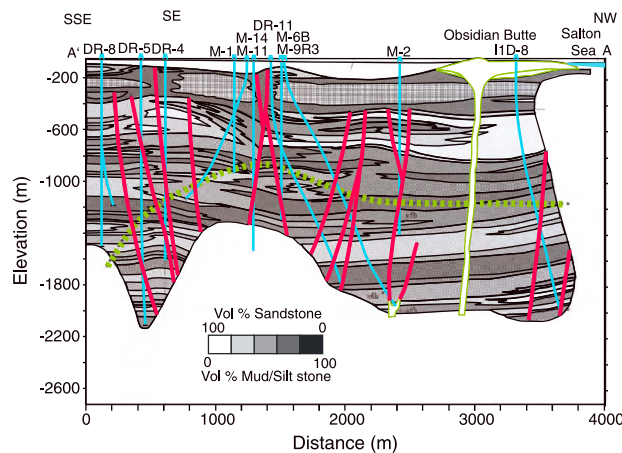 SSE SE NW
DR-11
M-14 M-6B Obsidian Butte Salton
A' DR-8 DR-5 DR-4 M-1 M-11 M-9R3 M-2 I1D-8 Sea A
-200
-600
-1000
-1400
-1800
-2200
-2600
Elevation (m)
Vol % Sandstone
100 0
0 100
Vol % Mud/Silt stone
0 1000 2000 3000 4000
Distance (m)